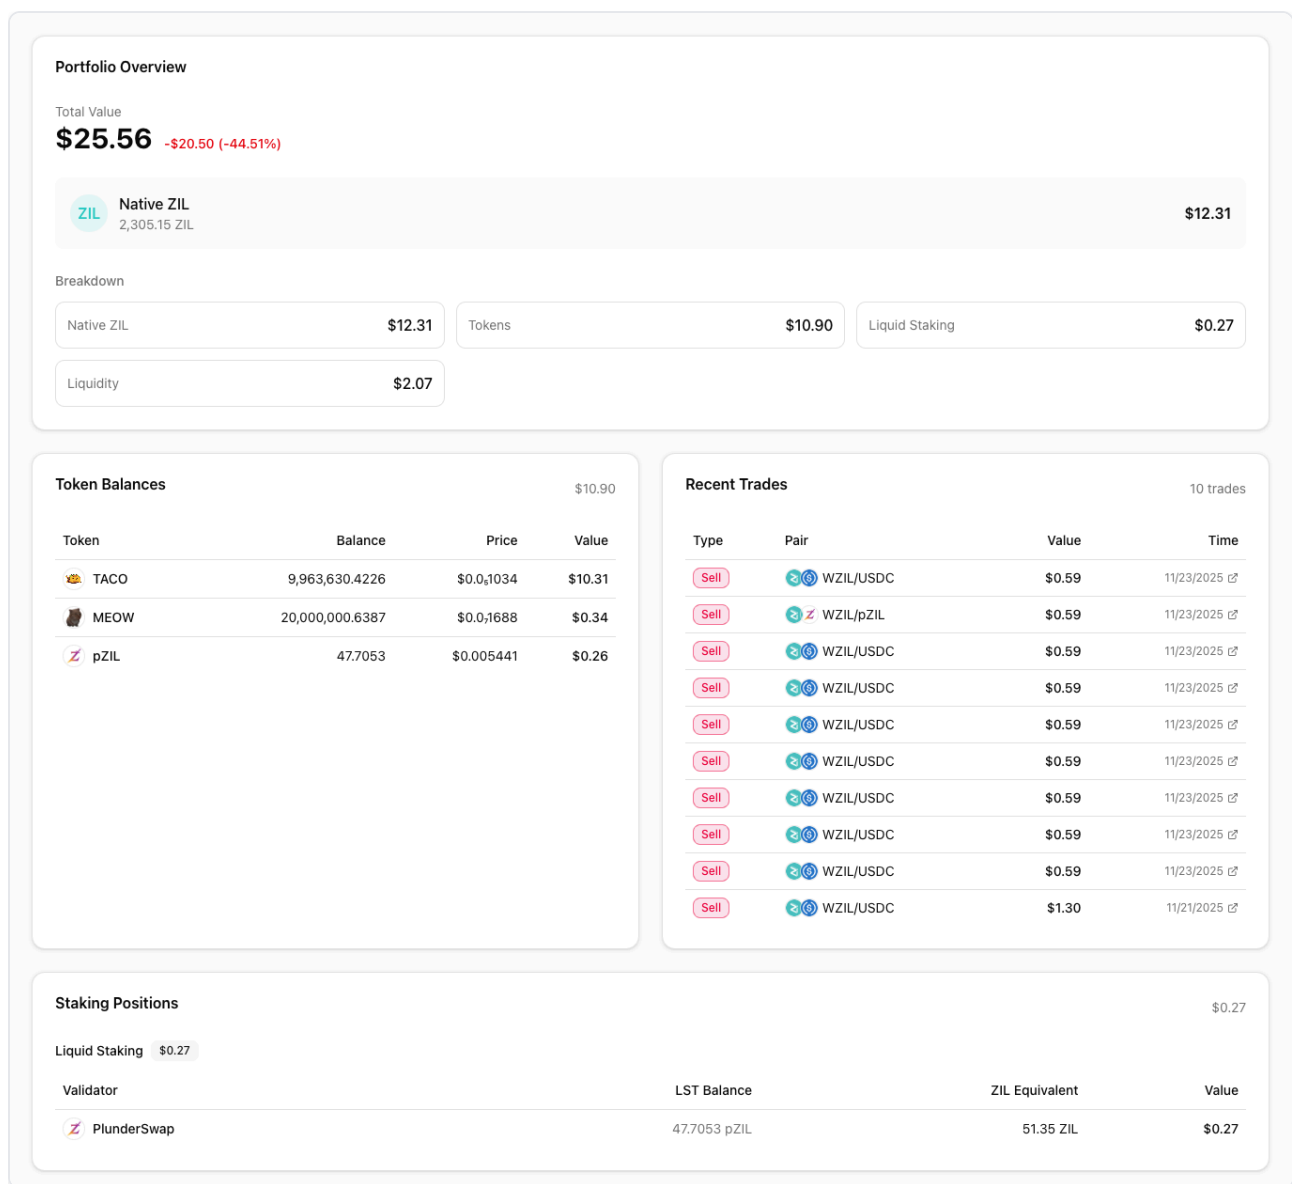 Portfolio Overview
Total Value
$25.56 -$20.50 (-44.51%)
ZIL
Native ZIL
2,305.15 ZIL
$12.31
Breakdown
Native ZIL $12.31
Tokens $10.90
Liquid Staking $0.27
Liquidity $2.07
Token Balances $10.90
Token Balance Price Value
TACO 9,963,630.4226 $0.0₅1034 $10.31
MEOW 20,000,000.6387 $0.0₇1688 $0.34
pZIL 47.7053 $0.005441 $0.26
Recent Trades 10 trades
Type Pair Value Time
Sell WZIL/USDC $0.59 11/23/2025
Sell WZIL/pZIL $0.59 11/23/2025
Sell WZIL/USDC $0.59 11/23/2025
Sell WZIL/USDC $0.59 11/23/2025
Sell WZIL/USDC $0.59 11/23/2025
Sell WZIL/USDC $0.59 11/23/2025
Sell WZIL/USDC $0.59 11/23/2025
Sell WZIL/USDC $0.59 11/23/2025
Sell WZIL/USDC $0.59 11/23/2025
Sell WZIL/USDC $1.30 11/21/2025
Staking Positions $0.27
Liquid Staking $0.27
Validator LST Balance ZIL Equivalent Value
PlunderSwap 47.7053 pZIL 51.35 ZIL $0.27